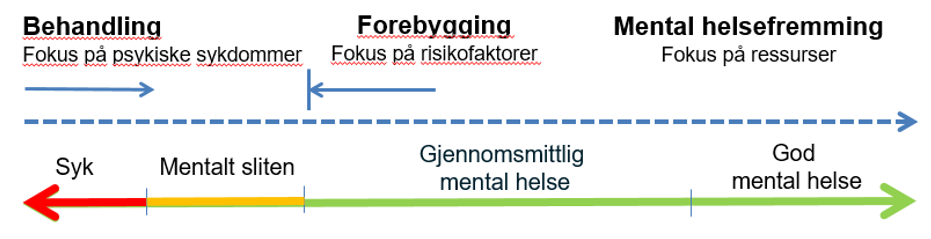 Behandling
Fokus på psykiske sykdommer
Forebygging
Fokus på risikofaktorer
Mental helsefremming
Fokus på ressurser
Syk
Mentalt sliten
Gjennomsmittlig
mental helse
God
mental helse